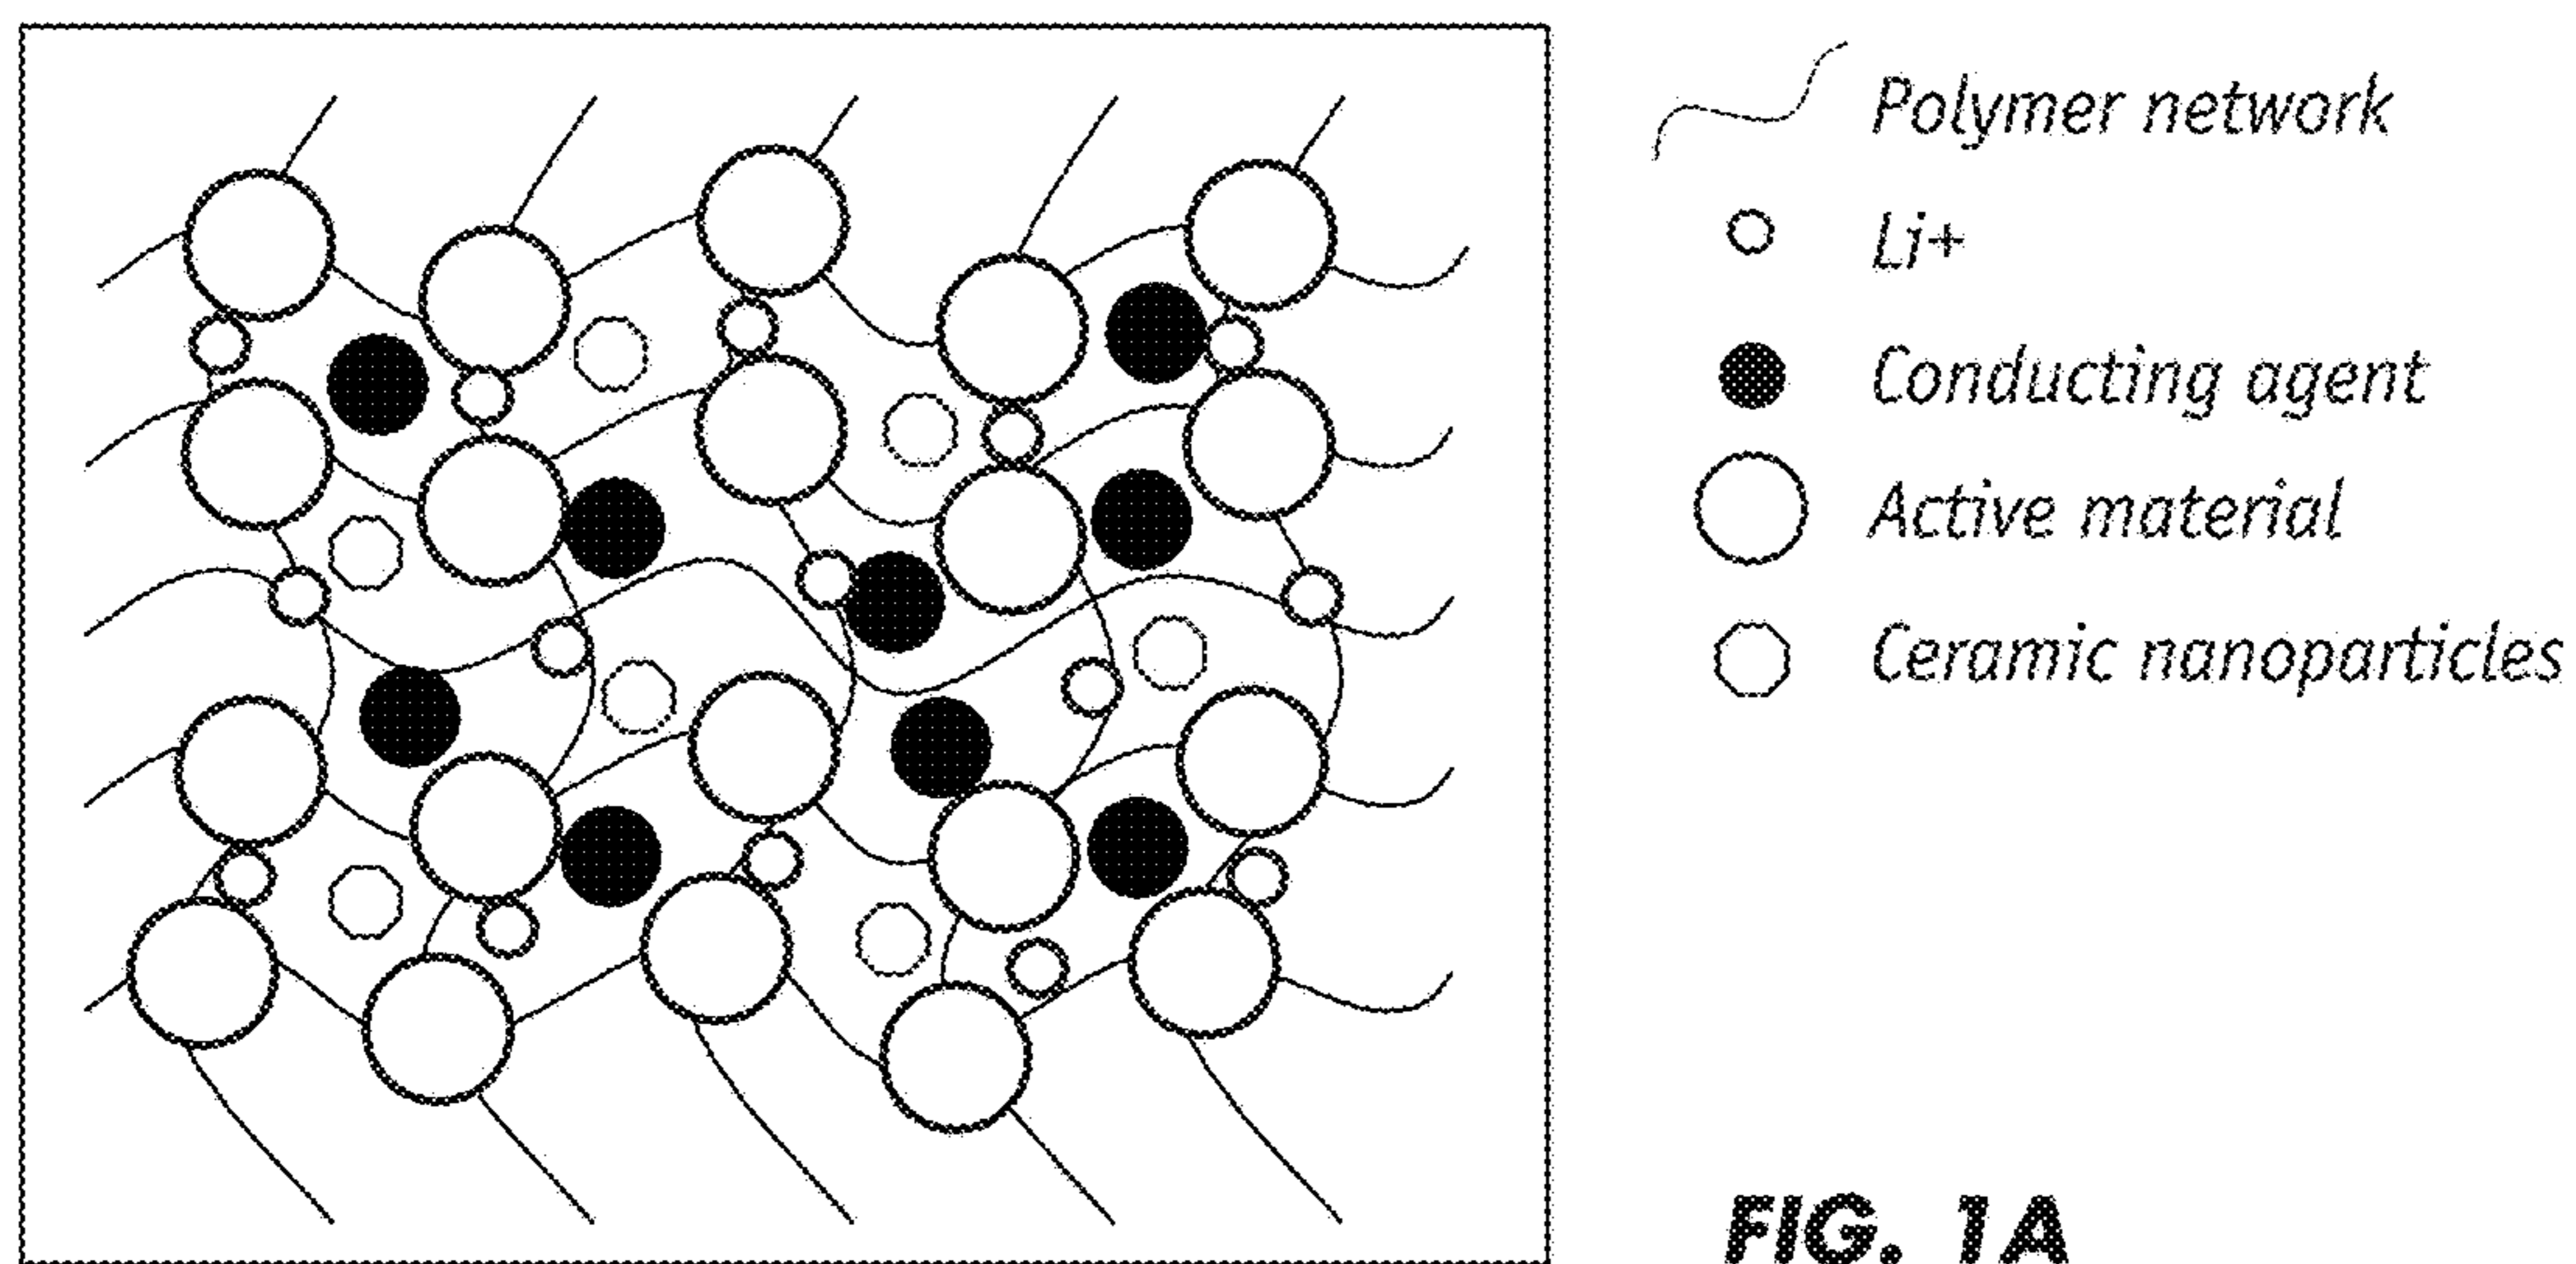 Polymer network
Li+
Conducting agent
Active material
Ceramic nanoparticles
FIG. 1A